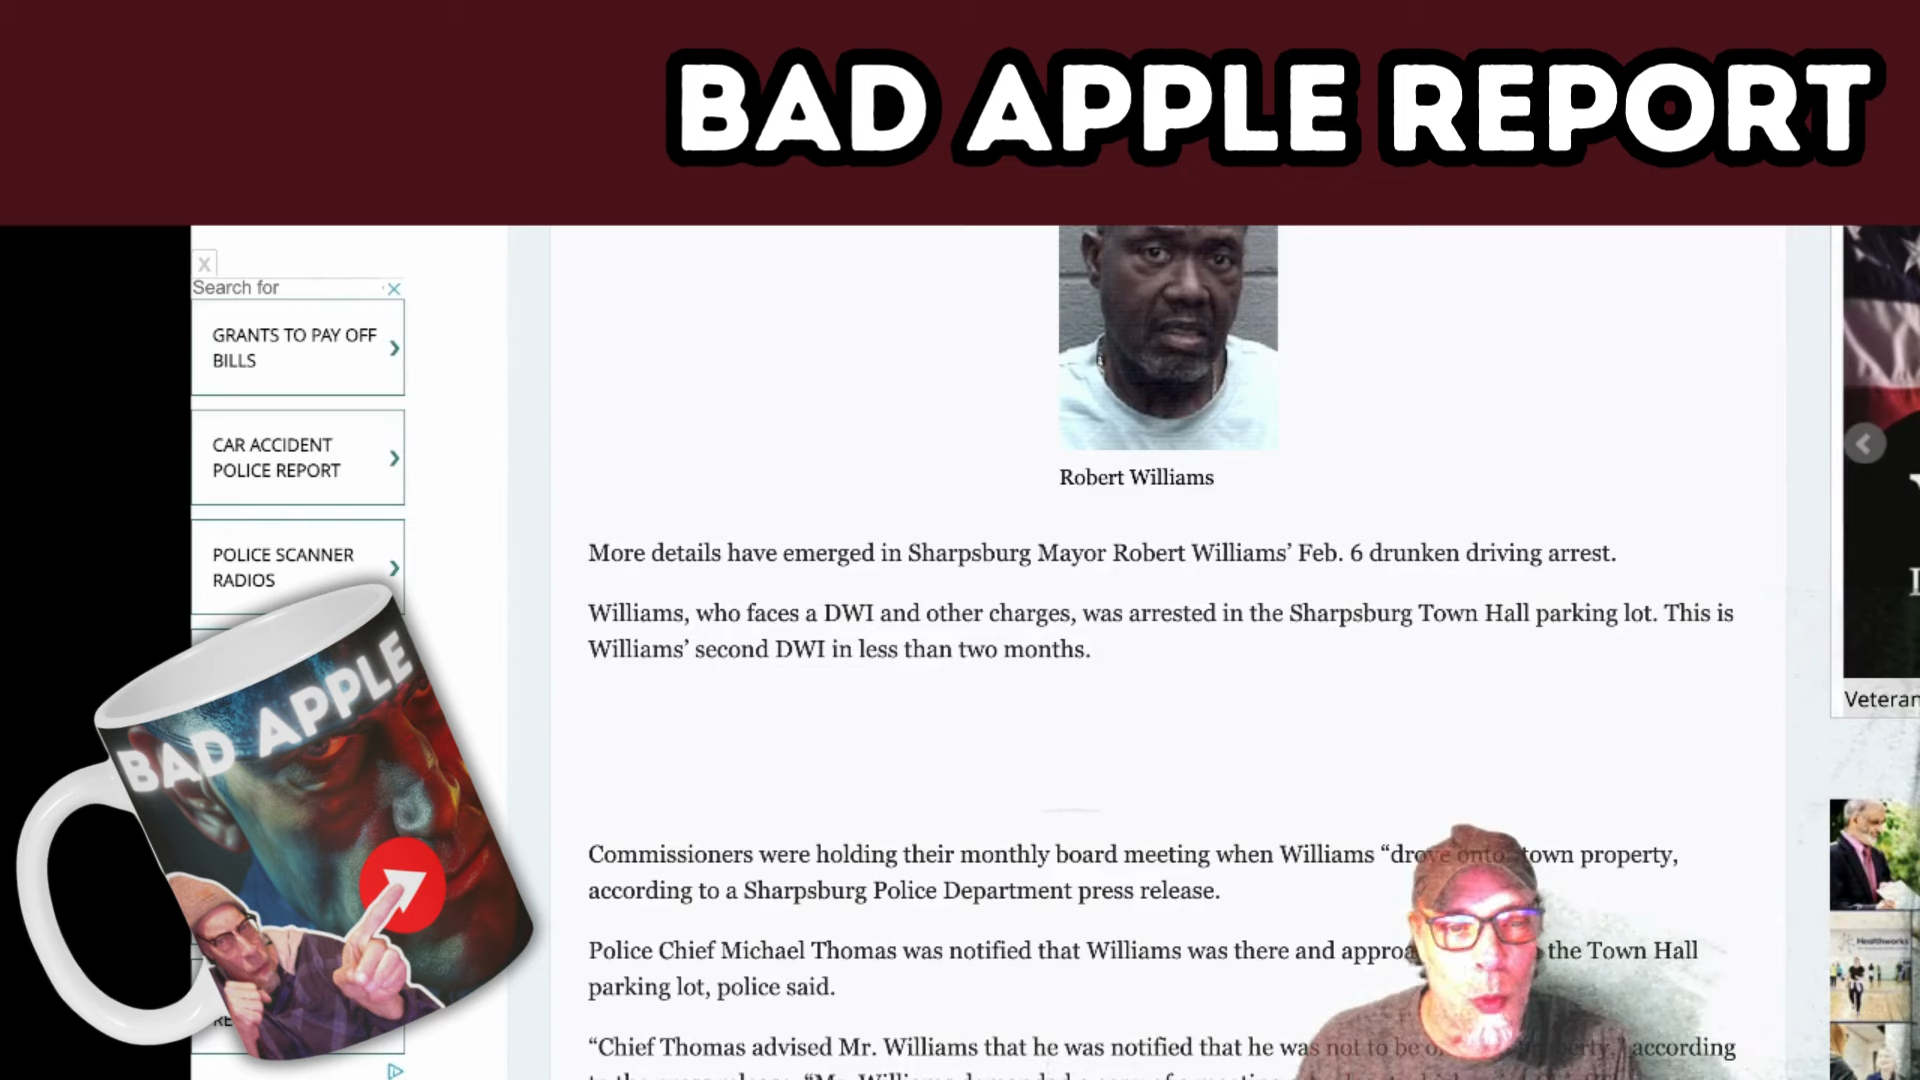 BAD APPLE REPORT
X
Search for
GRANTS TO PAY OFF
BILLS
CAR ACCIDENT
POLICE REPORT
POLICE SCANNER
RADIOS
BAD APPLE
Robert Williams
More details have emerged in Sharpsburg Mayor Robert Williams’ Feb. 6 drunken driving arrest.
Williams, who faces a DWI and other charges, was arrested in the Sharpsburg Town Hall parking lot. This is
Williams’ second DWI in less than two months.
Commissioners were holding their monthly board meeting when Williams “drove onto town property,
according to a Sharpsburg Police Department press release.
Police Chief Michael Thomas was notified that Williams was there and the Town Hall
parking lot, police said.
“Chief Thomas advised Mr. Williams that he was notified that he was not to be according
Veteran
Healthworks